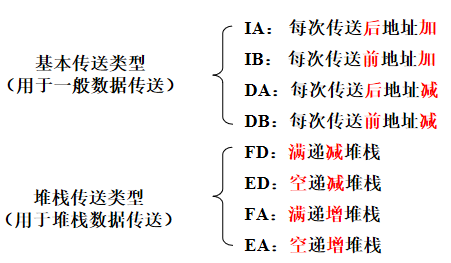 基本传送类型
（用于一般数据传送）
IA：每次传送后地址加
IB：每次传送前地址加
DA：每次传送后地址减
DB：每次传送前地址减
堆栈传送类型
（用于堆栈数据传送）
FD：满递减堆栈
ED：空递减堆栈
FA：满递增堆栈
EA：空递增堆栈